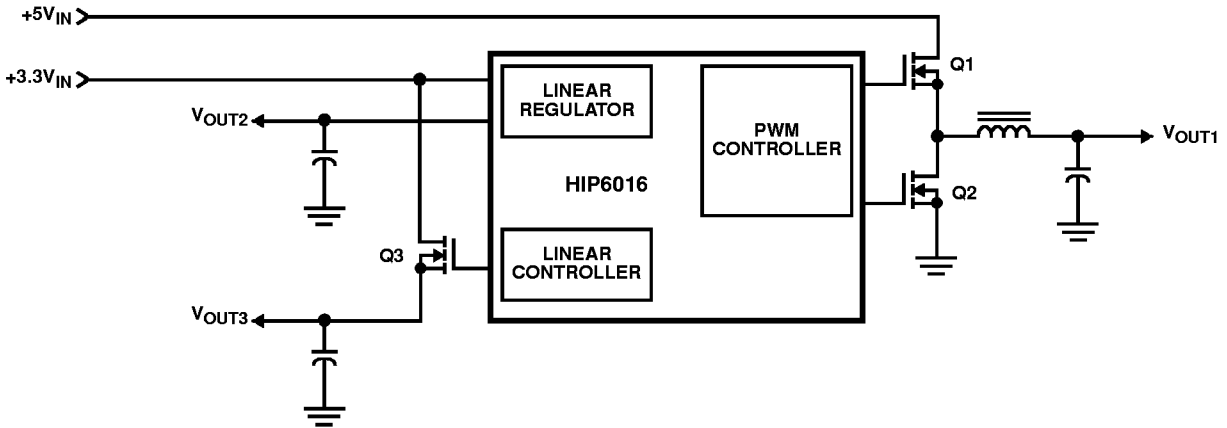 +5VIN
Q1
+3.3VIN
LINEAR
REGULATOR
VOUT2
PWM
CONTROLLER
VOUT1
HIP6016
Q2
Q3
LINEAR
CONTROLLER
VOUT3